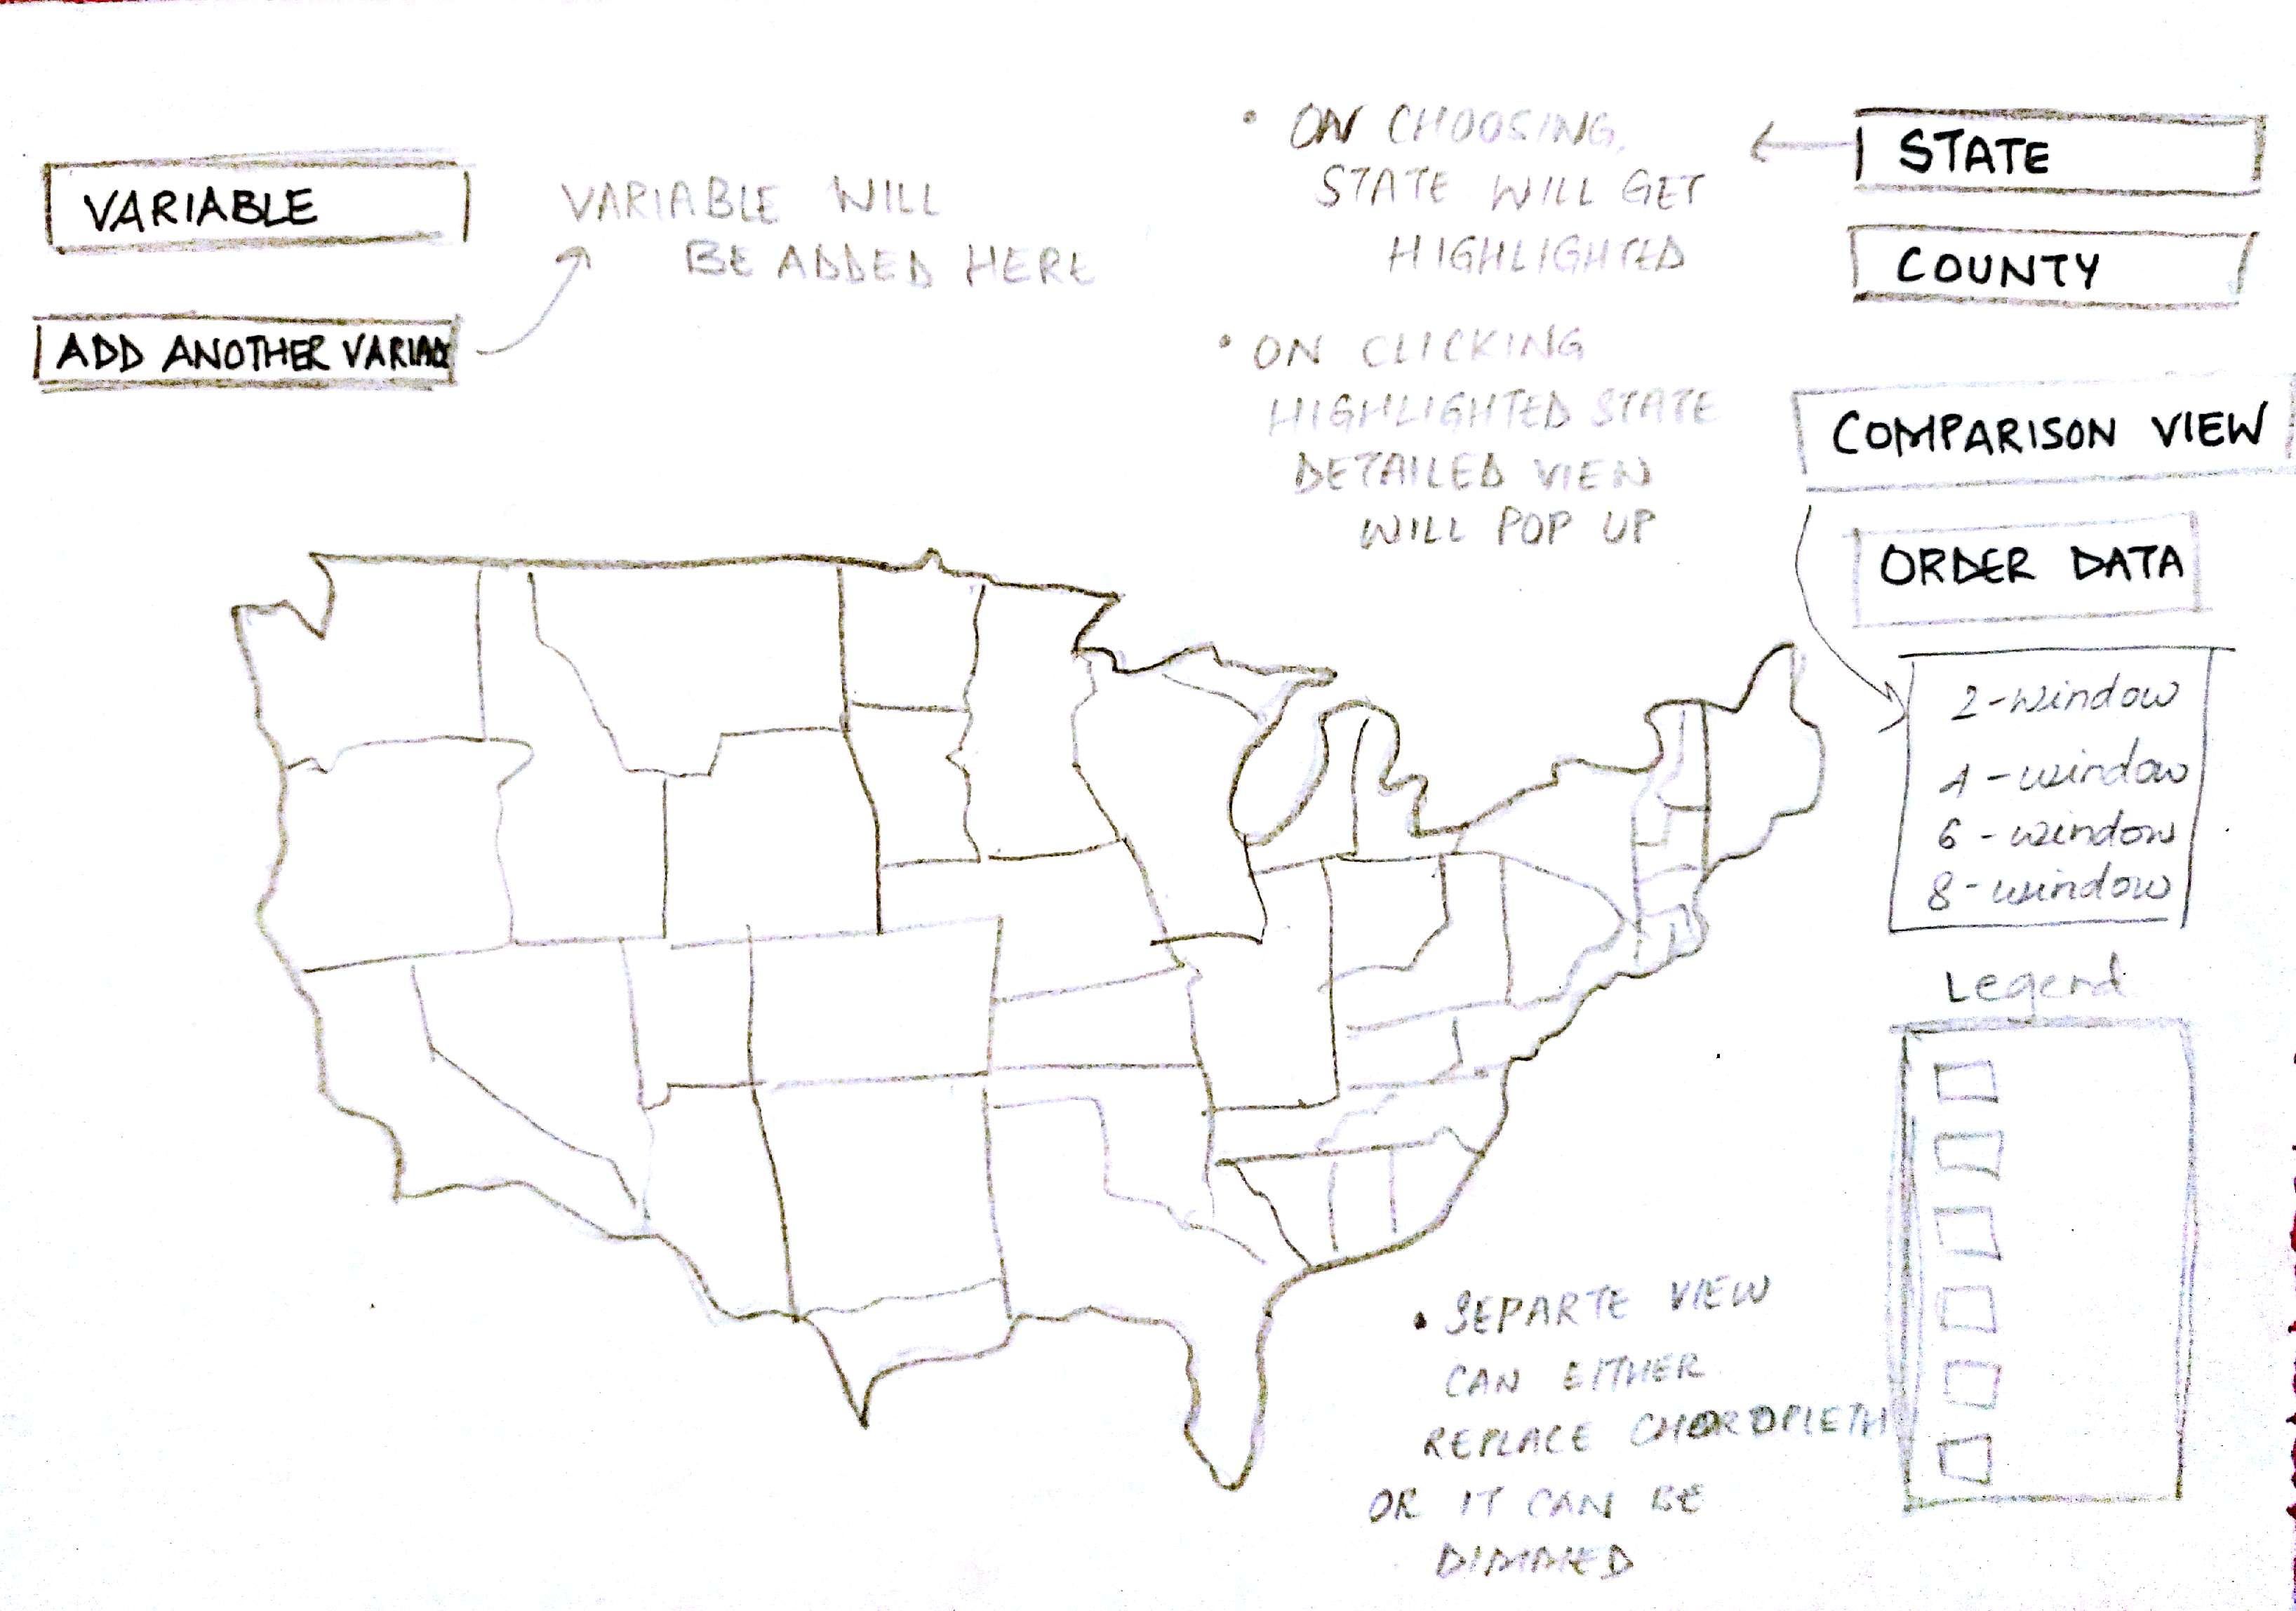 VARIABLE
ADD ANOTHER VARIABLE
VARIABLE WILL
BE ADDED HERE
• ON CHOOSING,
STATE WILL GET
HIGHLIGHTED
• ON CLICKING
HIGHLIGHTED STATE
DETAILED VIEW
WILL POP UP
STATE
COUNTY
COMPARISON VIEW
ORDER DATA
2-window
4-window
6-window
8-window
Legend
• SEPARTE VIEW
CAN EITHER
REPLACE CHOROPLETH
OR IT CAN BE
DIMMED